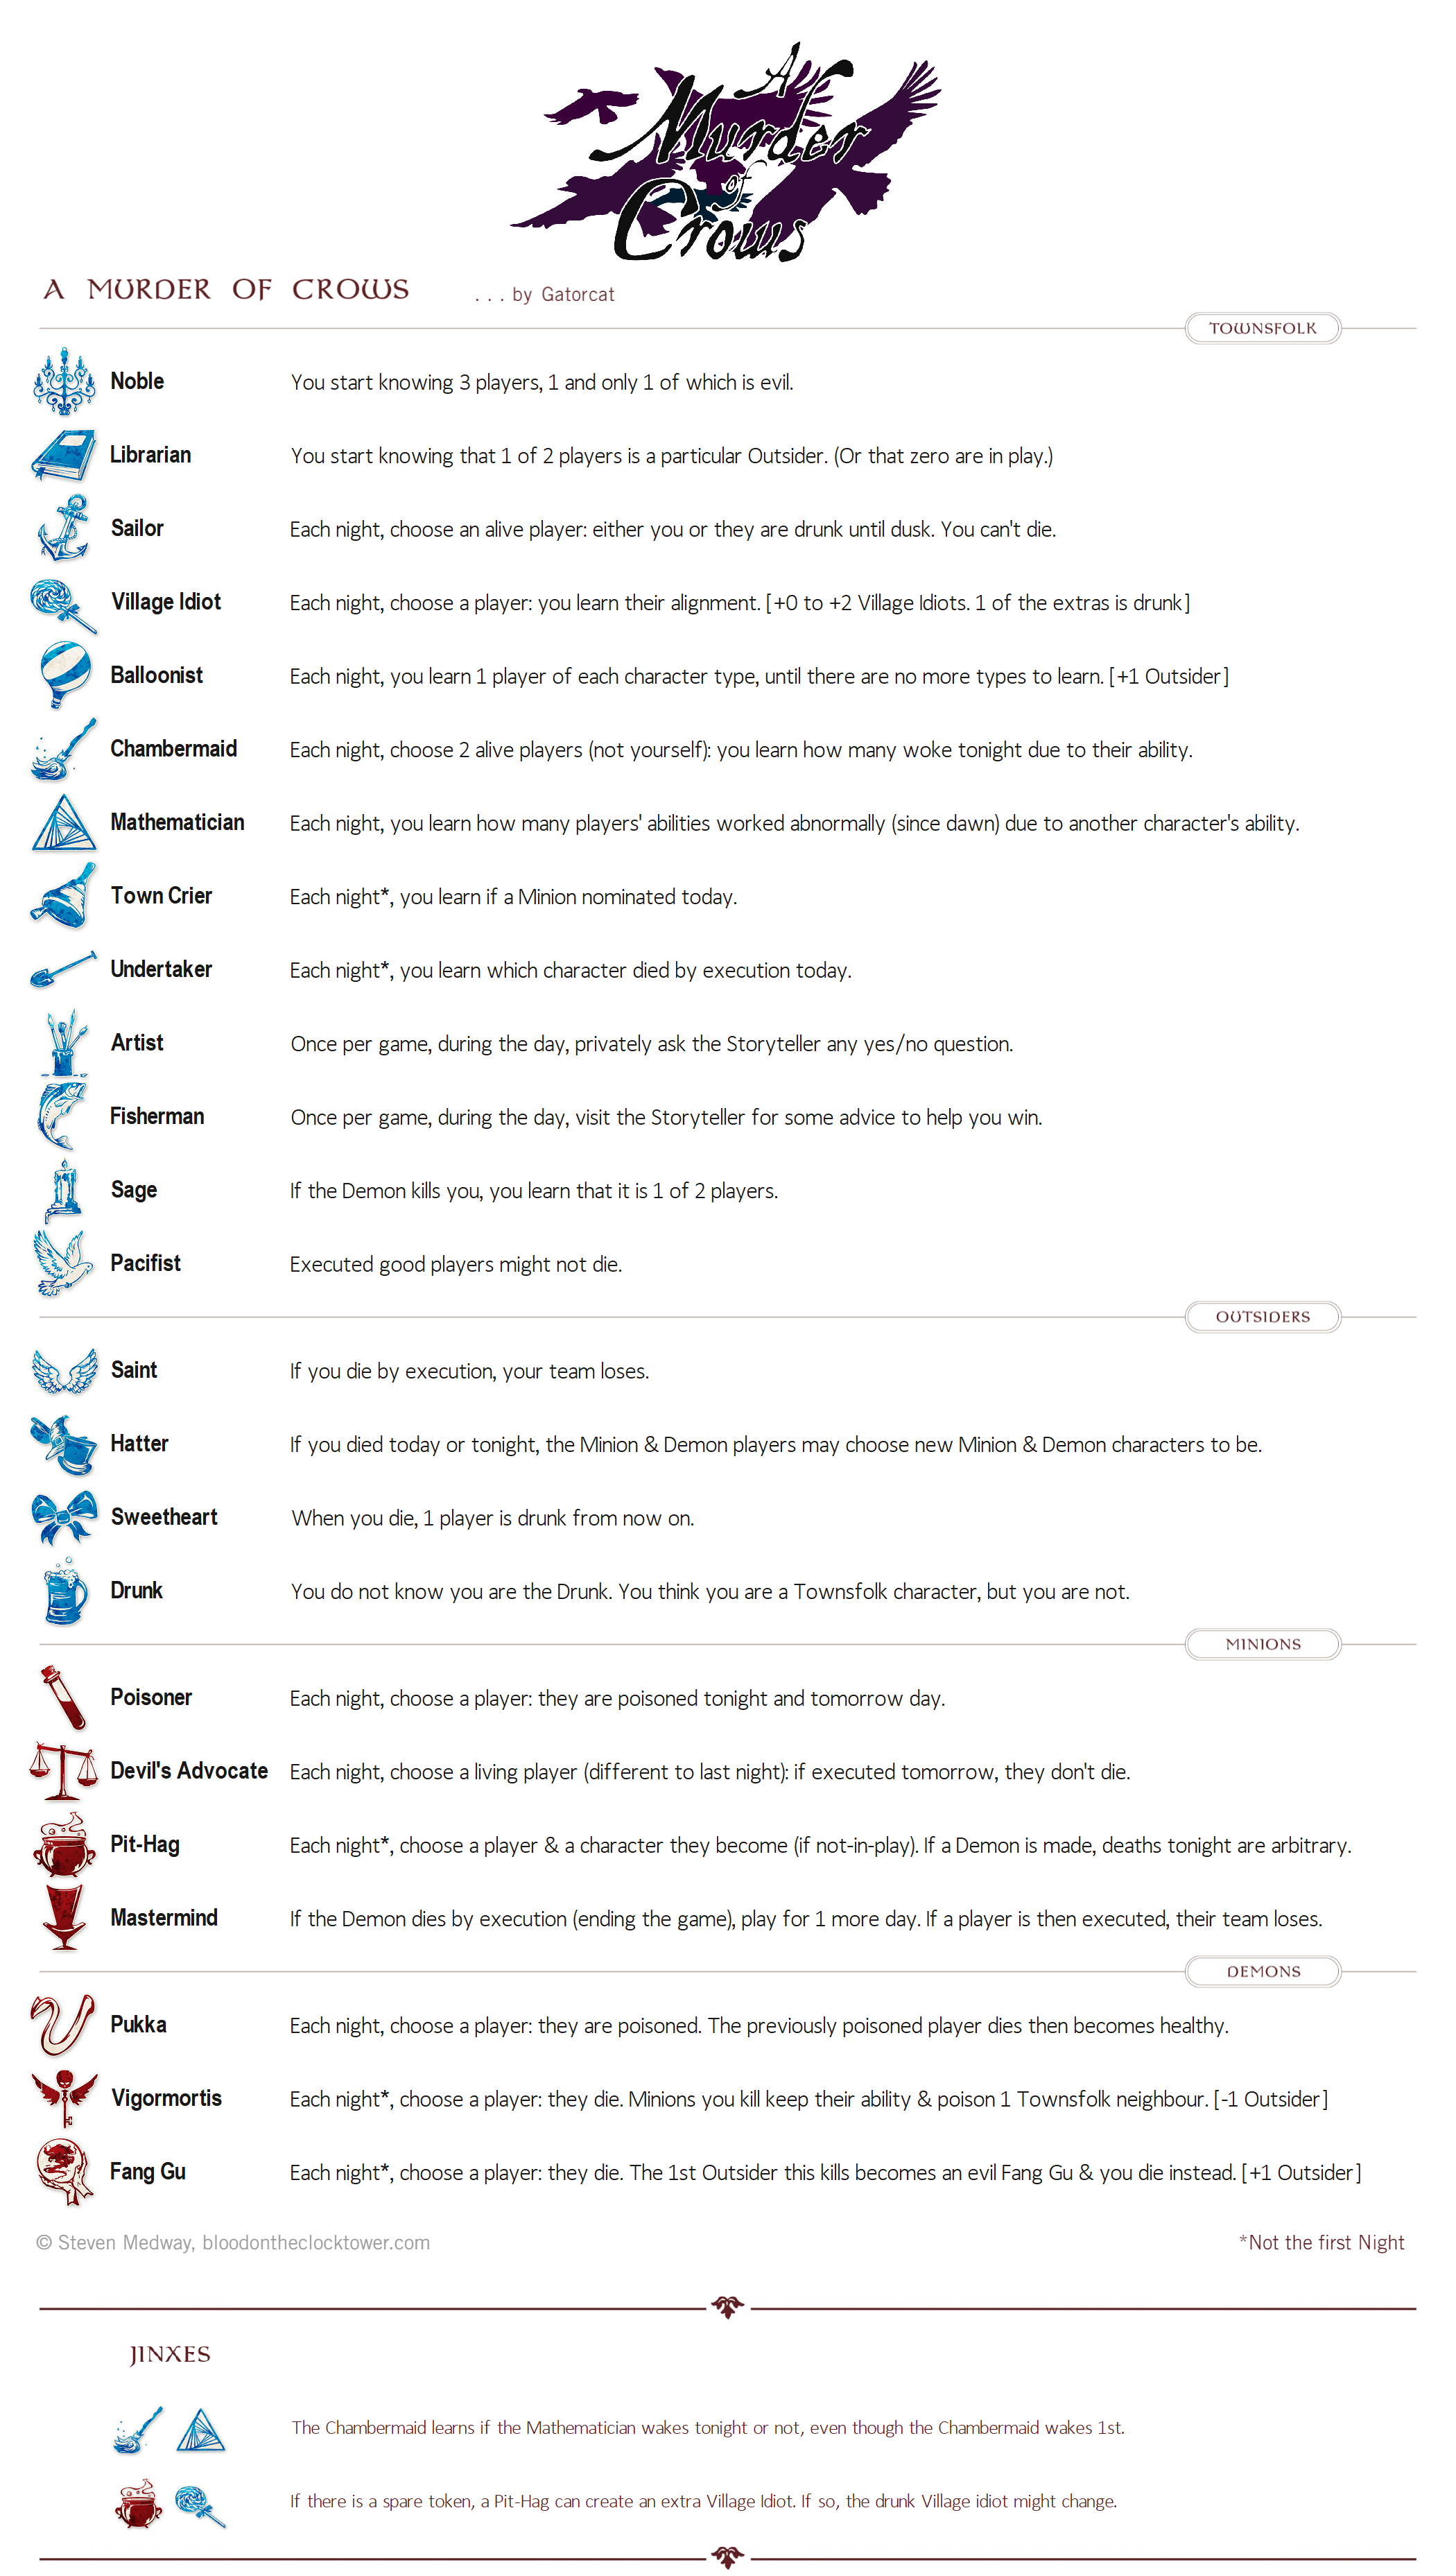 A
Murder
of
Crows
A MURDER OF CROWS . . . by Gatorcat
TOWNSFOLK
Noble You start knowing 3 players, 1 and only 1 of which is evil.
Librarian You start knowing that 1 of 2 players is a particular Outsider. (Or that zero are in play.)
Sailor Each night, choose an alive player: either you or they are drunk until dusk. You can't die.
Village Idiot Each night, choose a player: you learn their alignment. [+0 to +2 Village Idiots. 1 of the extras is drunk]
Balloonist Each night, you learn 1 player of each character type, until there are no more types to learn. [+1 Outsider]
Chambermaid Each night, choose 2 alive players (not yourself): you learn how many woke tonight due to their ability.
Mathematician Each night, you learn how many players' abilities worked abnormally (since dawn) due to another character's ability.
Town Crier Each night*, you learn if a Minion nominated today.
Undertaker Each night*, you learn which character died by execution today.
Artist Once per game, during the day, privately ask the Storyteller any yes/no question.
Fisherman Once per game, during the day, visit the Storyteller for some advice to help you win.
Sage If the Demon kills you, you learn that it is 1 of 2 players.
Pacifist Executed good players might not die.
OUTSIDERS
Saint If you die by execution, your team loses.
Hatter If you died today or tonight, the Minion & Demon players may choose new Minion & Demon characters to be.
Sweetheart When you die, 1 player is drunk from now on.
Drunk You do not know you are the Drunk. You think you are a Townsfolk character, but you are not.
MINIONS
Poisoner Each night, choose a player: they are poisoned tonight and tomorrow day.
Devil's Advocate Each night, choose a living player (different to last night): if executed tomorrow, they don't die.
Pit-Hag Each night*, choose a player & a character they become (if not-in-play). If a Demon is made, deaths tonight are arbitrary.
Mastermind If the Demon dies by execution (ending the game), play for 1 more day. If a player is then executed, their team loses.
DEMONS
Pukka Each night, choose a player: they are poisoned. The previously poisoned player dies then becomes healthy.
Vigormortis Each night*, choose a player: they die. Minions you kill keep their ability & poison 1 Townsfolk neighbour. [-1 Outsider]
Fang Gu Each night*, choose a player: they die. The 1st Outsider this kills becomes an evil Fang Gu & you die instead. [+1 Outsider]
© Steven Medway, bloodontheclocktower.com *Not the first Night
JINXES
The Chambermaid learns if the Mathematician wakes tonight or not, even though the Chambermaid wakes 1st.
If there is a spare token, a Pit-Hag can create an extra Village Idiot. If so, the drunk Village idiot might change.